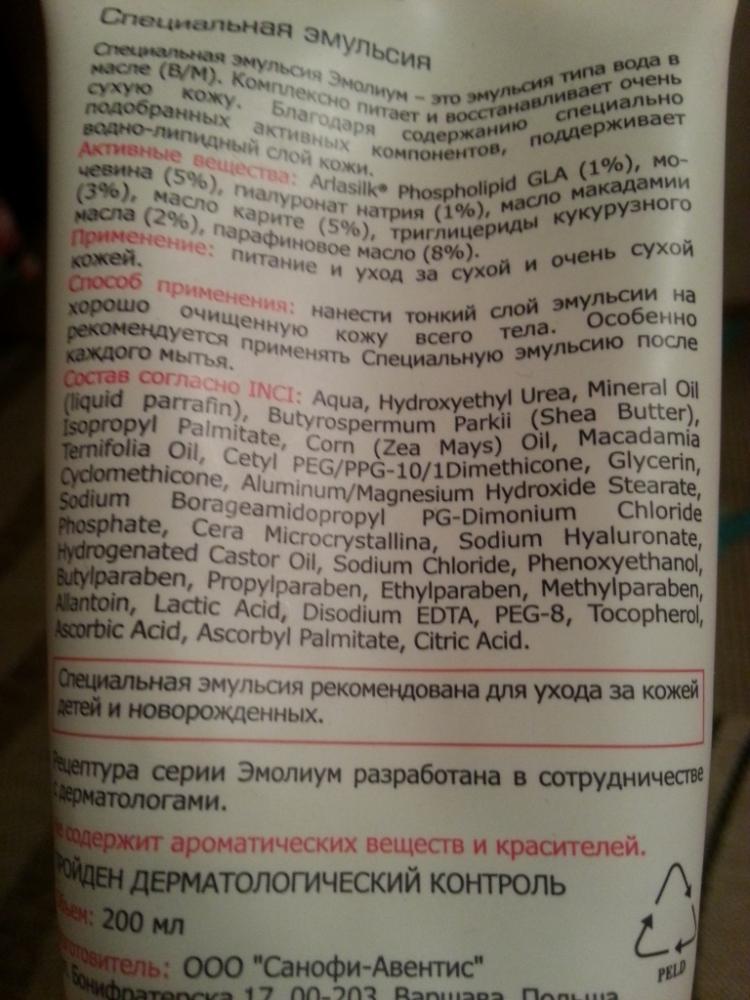 Специальная эмульсия
Специальная эмульсия Эмолиум – это эмульсия типа вода в
масле (В/М). Комплексно питает и восстанавливает очень
сухую кожу. Благодаря содержанию специально
подобранных активных компонентов, поддерживает
водно-липидный слой кожи.
Активные вещества: Arlasilk® Phospholipid GLA (1%), мо-
чевина (5%), гиалуронат натрия (1%), масло макадамии
(3%), масло карите (5%), триглицериды кукурузного
масла (2%), парафиновое масло (8%).
Применение: питание и уход за сухой и очень сухой
кожей.
Способ применения: нанести тонкий слой эмульсии на
хорошо очищенную кожу всего тела. Особенно
рекомендуется применять Специальную эмульсию после
каждого мытья.
Состав согласно INCI: Aqua, Hydroxyethyl Urea, Mineral Oil
(liquid parrafin), Butyrospermum Parkii (Shea Butter),
Isopropyl Palmitate, Corn (Zea Mays) Oil, Macadamia
Ternifolia Oil, Cetyl PEG/PPG-10/1Dimethicone, Glycerin,
Cyclomethicone, Aluminum/Magnesium Hydroxide Stearate,
Sodium Borageamidopropyl PG-Dimonium Chloride
Phosphate, Cera Microcrystallina, Sodium Hyaluronate,
Hydrogenated Castor Oil, Sodium Chloride, Phenoxyethanol,
Butylparaben, Propylparaben, Ethylparaben, Methylparaben,
Allantoin, Lactic Acid, Disodium EDTA, PEG-8, Tocopherol,
Ascorbic Acid, Ascorbyl Palmitate, Citric Acid.
Специальная эмульсия рекомендована для ухода за кожей
детей и новорожденных.
Рецептура серии Эмолиум разработана в сотрудничестве
с дерматологами.
е содержит ароматических веществ и красителей.
РОЙДЕН ДЕРМАТОЛОГИЧЕСКИЙ КОНТРОЛЬ
бъем: 200 мл
готовитель: ООО "Санофи-Авентис"
Бонифратерска 17, 00-203, Варшава, Польша
PELD